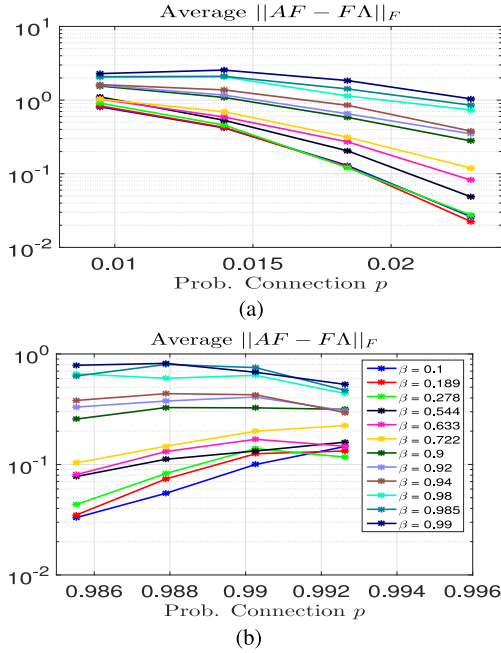 Average ||AF − FΛ||_F
10^1
10^0
10^-1
10^-2
0.01 0.015 0.02
Prob. Connection p
(a)
Average ||AF − FΛ||_F
10^0
10^-1
10^-2
β = 0.1
β = 0.189
β = 0.278
β = 0.544
β = 0.633
β = 0.722
β = 0.9
β = 0.92
β = 0.94
β = 0.98
β = 0.985
β = 0.99
0.986 0.988 0.99 0.992 0.994 0.996
Prob. Connection p
(b)